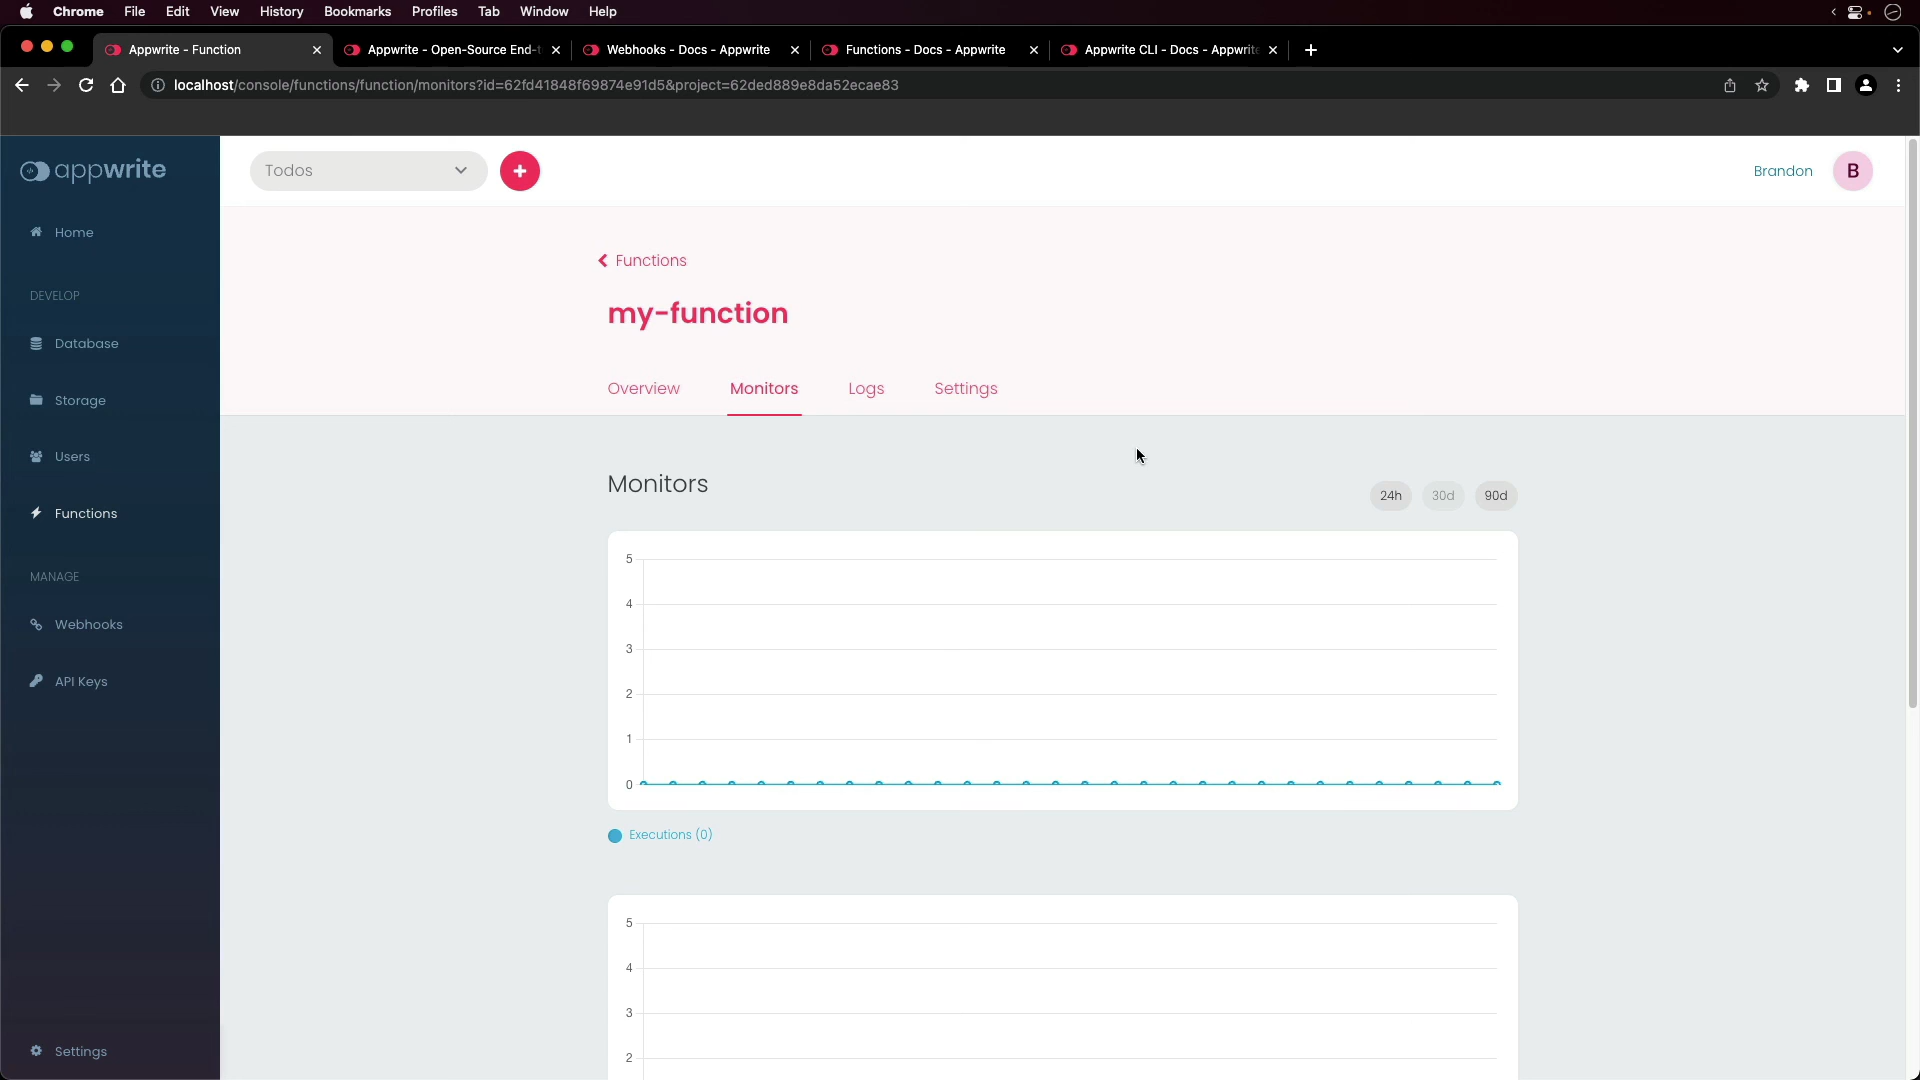 Chrome File Edit View History Bookmarks Profiles Tab Window Help
Appwrite - Function
Appwrite - Open-Source End-t
Webhooks - Docs - Appwrite
Functions - Docs - Appwrite
Appwrite CLI - Docs - Appwrite
localhost/console/functions/function/monitors?id=62fd41848f69874e91d5&project=62ded889e8da52ecae83
appwrite
Todos
Brandon
B
Home
DEVELOP
Database
Storage
Users
Functions
MANAGE
Webhooks
API Keys
Settings
Functions
my-function
Overview Monitors Logs Settings
Monitors
24h 30d 90d
5
4
3
2
1
0
Executions (0)
5
4
3
2